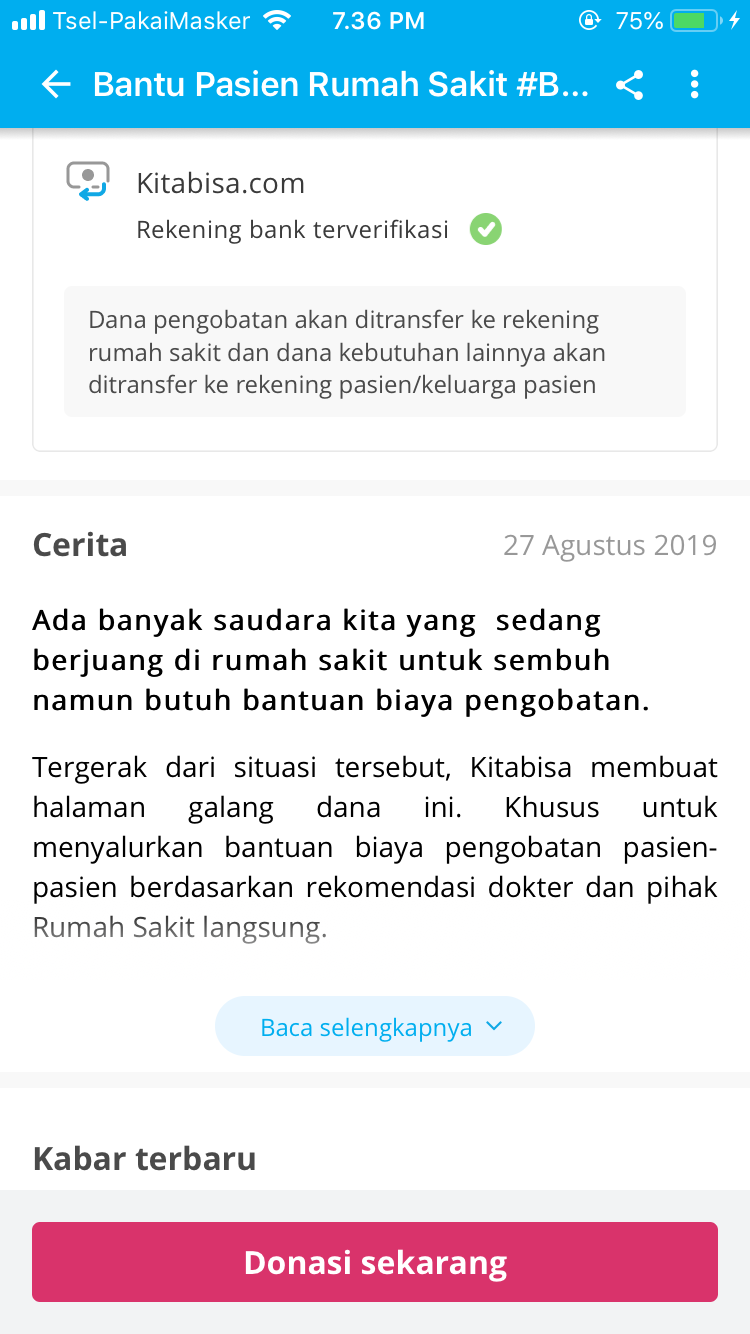 Tsel-PakaiMasker 7.36 PM 75%
Bantu Pasien Rumah Sakit #B...
Kitabisa.com
Rekening bank terverifikasi
Dana pengobatan akan ditransfer ke rekening
rumah sakit dan dana kebutuhan lainnya akan
ditransfer ke rekening pasien/keluarga pasien
Cerita 27 Agustus 2019
Ada banyak saudara kita yang sedang
berjuang di rumah sakit untuk sembuh
namun butuh bantuan biaya pengobatan.
Tergerak dari situasi tersebut, Kitabisa membuat
halaman galang dana ini. Khusus untuk
menyalurkan bantuan biaya pengobatan pasien-
pasien berdasarkan rekomendasi dokter dan pihak
Rumah Sakit langsung.
Baca selengkapnya
Kabar terbaru
Donasi sekarang